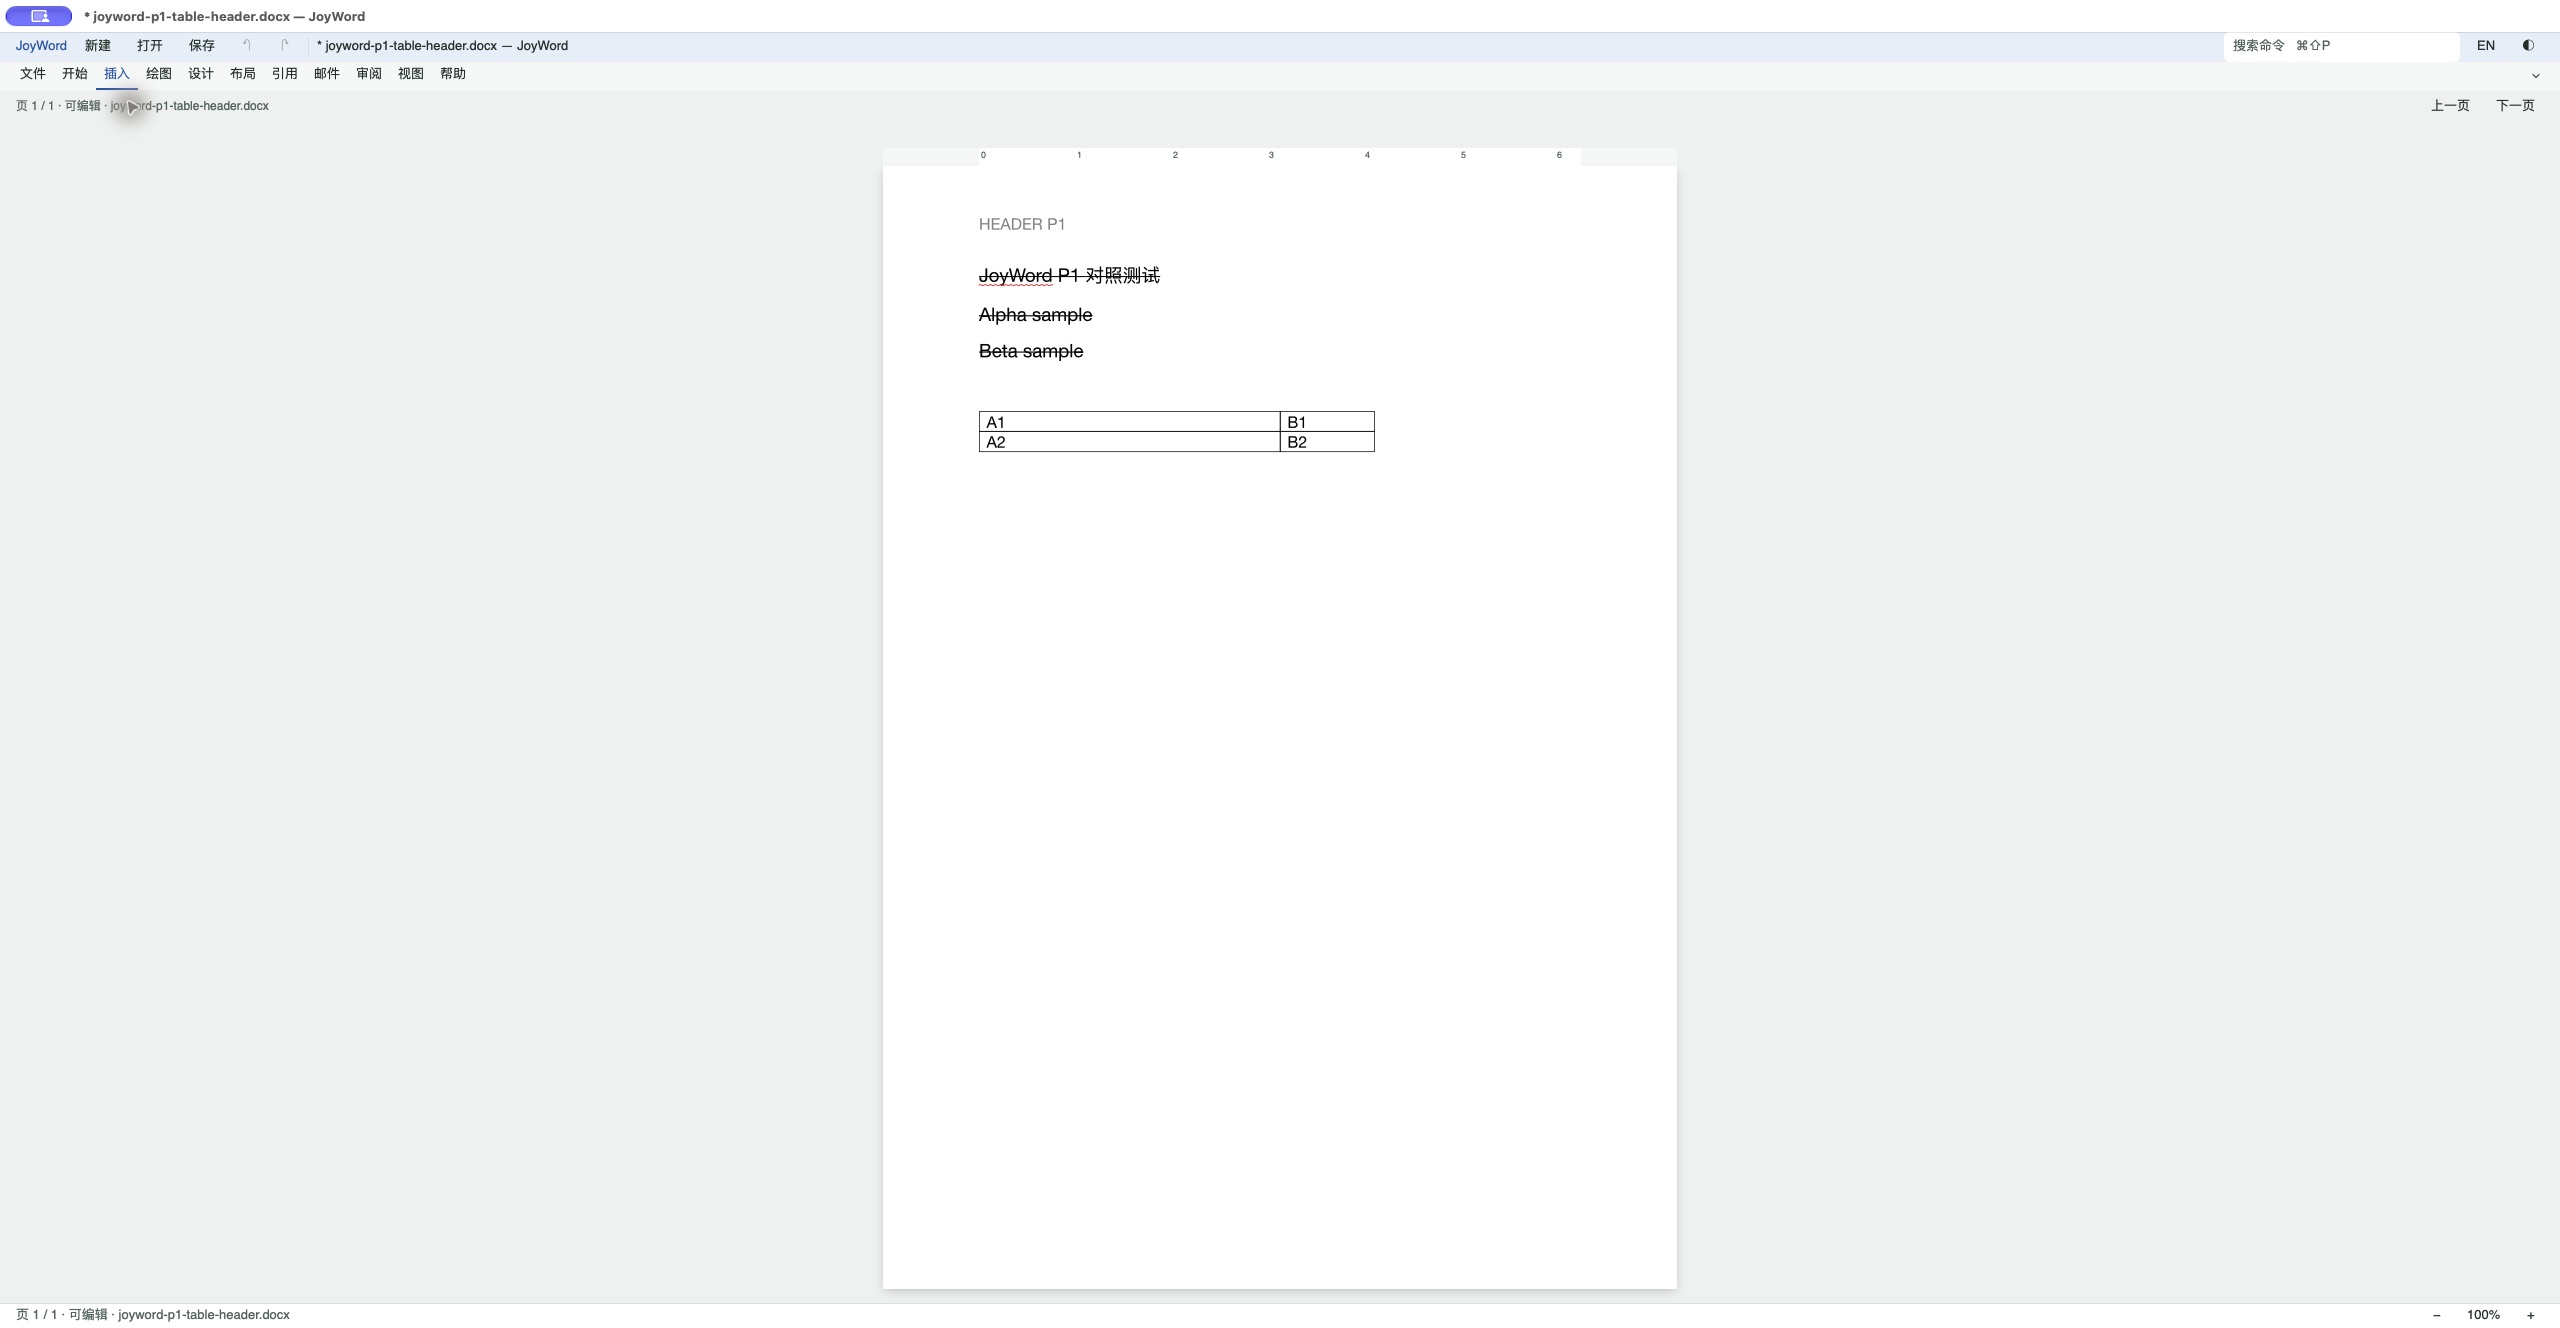 * joyword-p1-table-header.docx — JoyWord
JoyWord 新建 打开 保存 * joyword-p1-table-header.docx — JoyWord 搜索命令 ⌘⇧P EN
文件 开始 插入 绘图 设计 布局 引用 邮件 审阅 视图 帮助
页 1 / 1 · 可编辑 · joyword-p1-table-header.docx 上一页 下一页
0 1 2 3 4 5 6
HEADER P1
JoyWord P1 对照测试
Alpha sample
Beta sample
A1 B1
A2 B2
页 1 / 1 · 可编辑 · joyword-p1-table-header.docx − 100% +